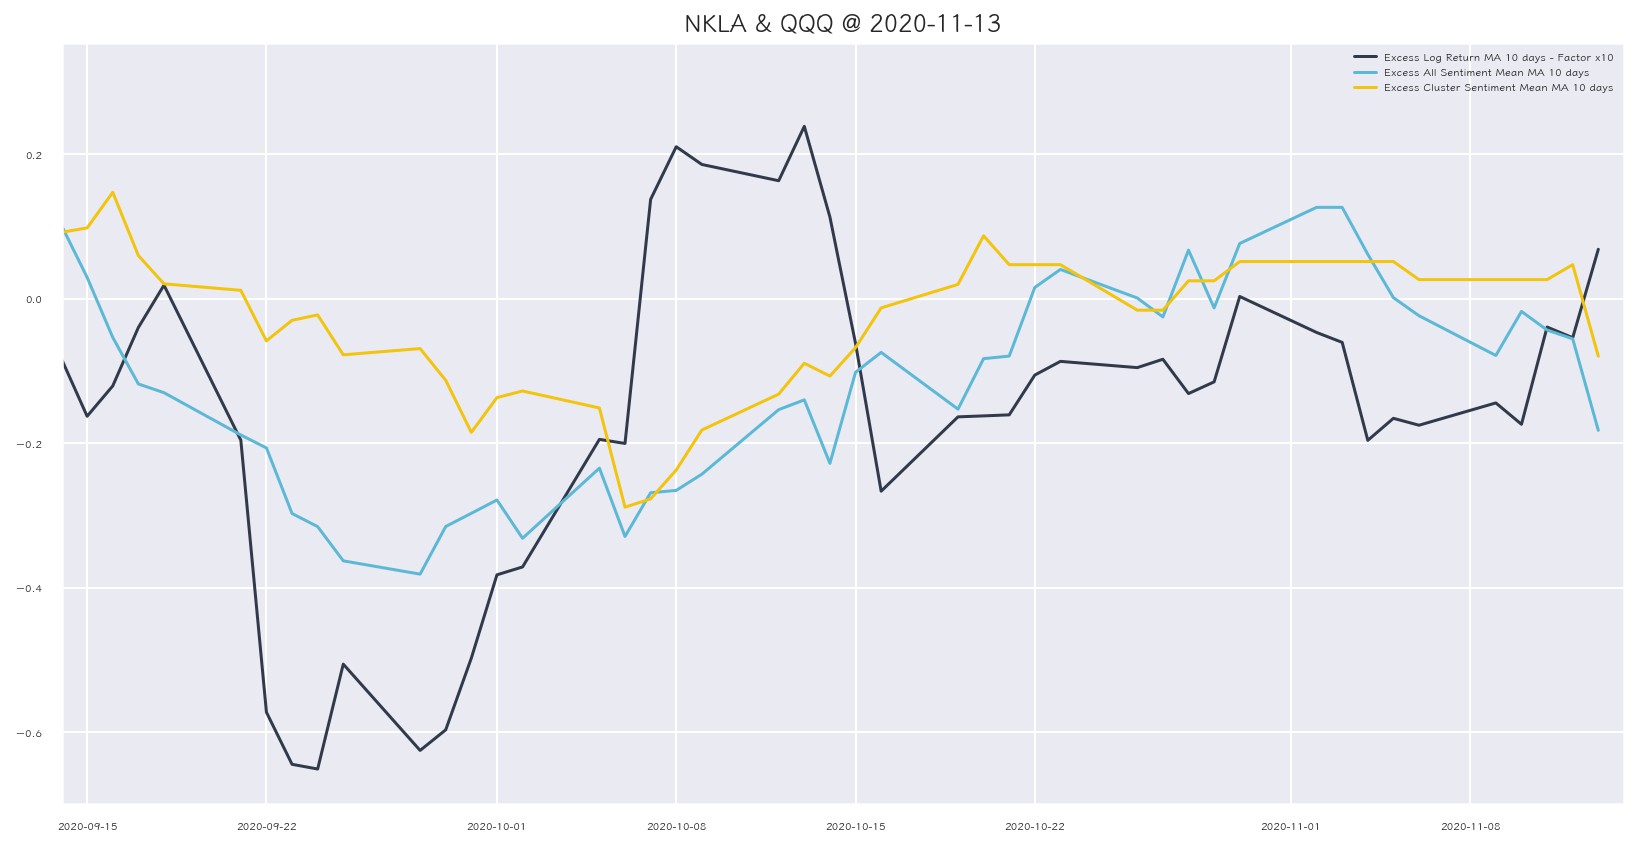 NKLA & QQQ @ 2020-11-13
Excess Log Return MA 10 days - Factor x10
Excess All Sentiment Mean MA 10 days
Excess Cluster Sentiment Mean MA 10 days
0.2
0.0
−0.2
−0.4
−0.6
2020-09-15 2020-09-22 2020-10-01 2020-10-08 2020-10-15 2020-10-22 2020-11-01 2020-11-08